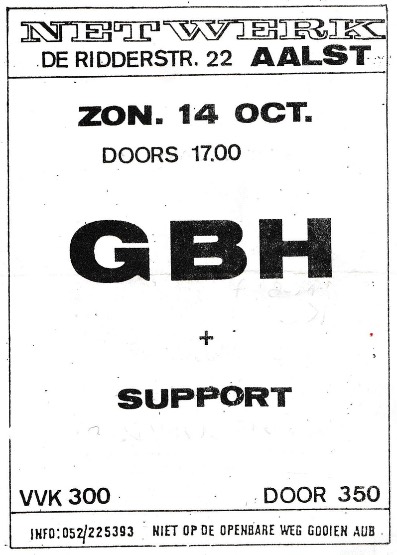 NETWERK
DE RIDDERSTR. 22 AALST
ZON. 14 OCT.
DOORS 17.00
GBH
+
SUPPORT
VVK 300 DOOR 350
INFO: 052/225393 NIET OP DE OPENBARE WEG GOOIEN AUB